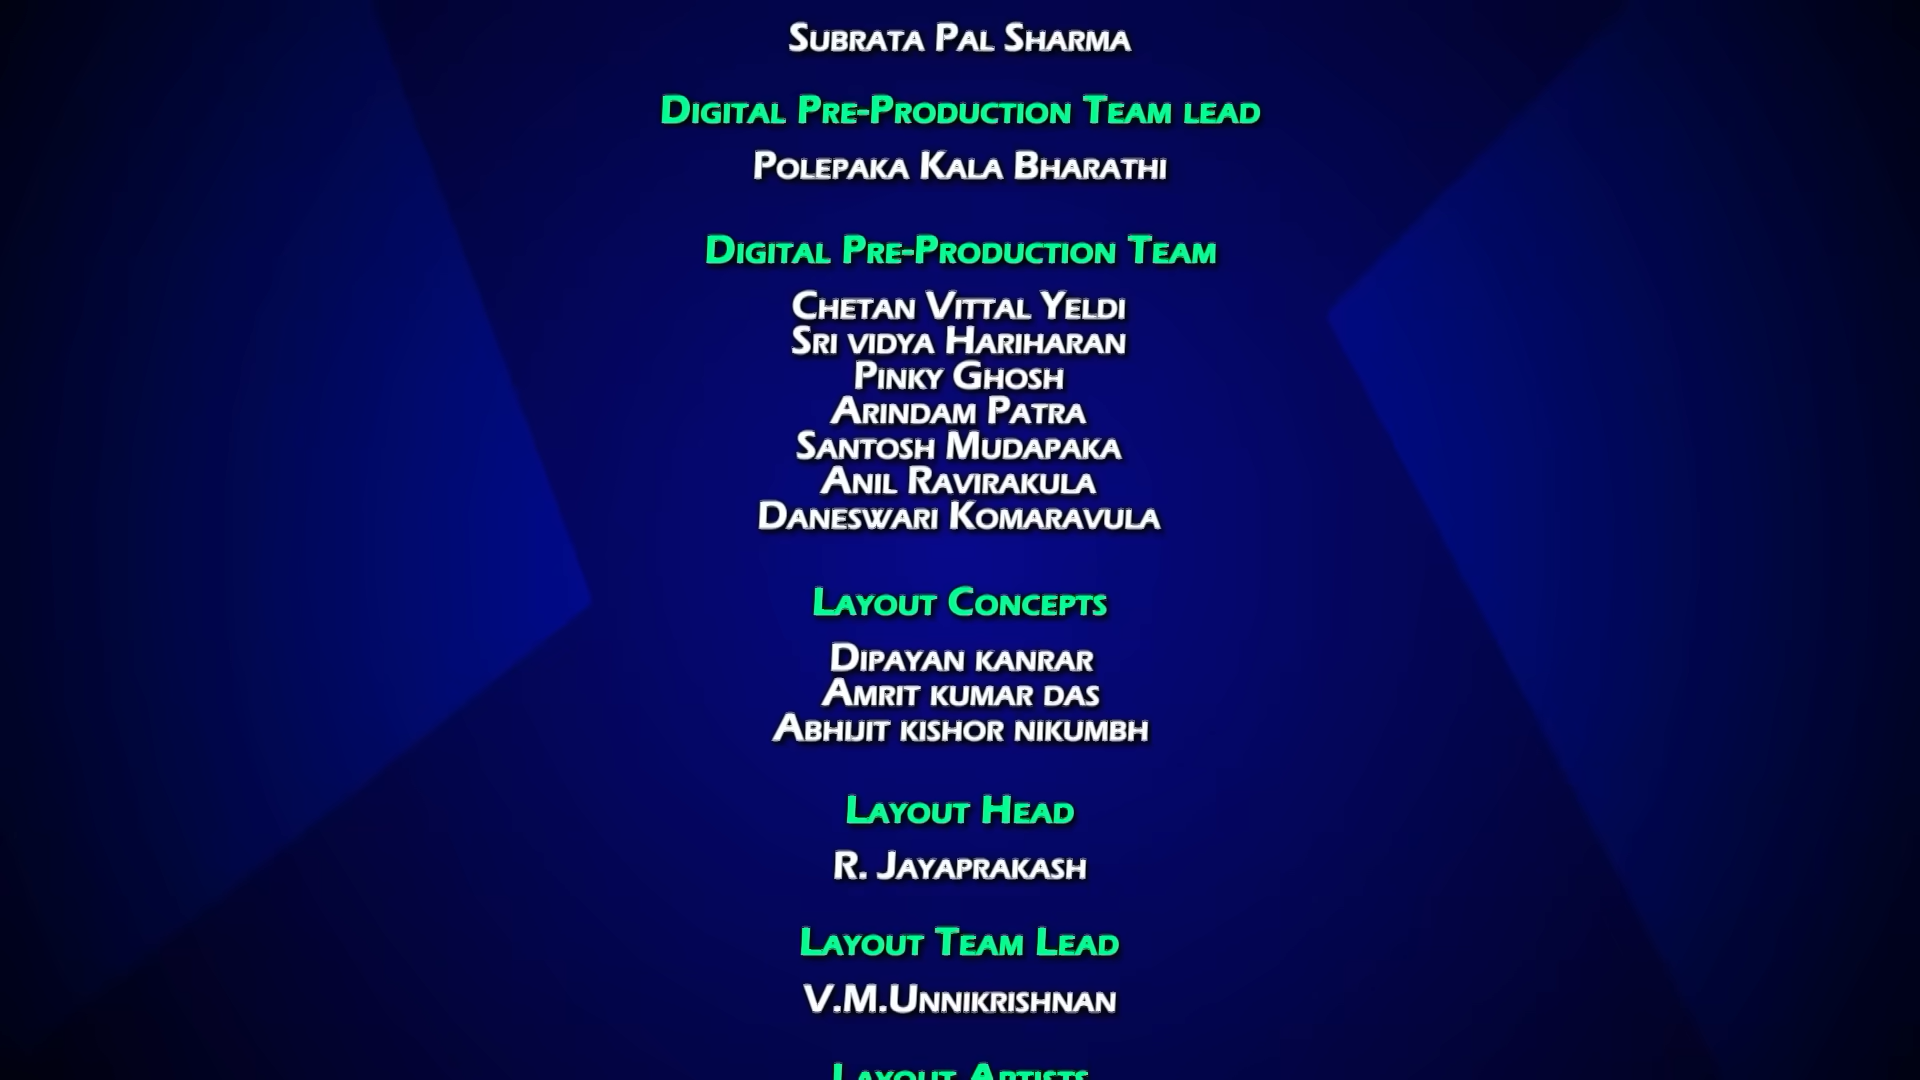 Subrata Pal Sharma
Digital Pre-Production Team lead
Polepaka Kala Bharathi
Digital Pre-Production Team
Chetan Vittal Yeldi
Sri vidya Hariharan
Pinky Ghosh
Arindam Patra
Santosh Mudapaka
Anil Ravirakula
Daneswari Komaravula
Layout Concepts
Dipayan kanrar
Amrit kumar das
Abhijit kishor nikumbh
Layout Head
R. Jayaprakash
Layout Team Lead
V.M.Unnikrishnan
Layout Artists